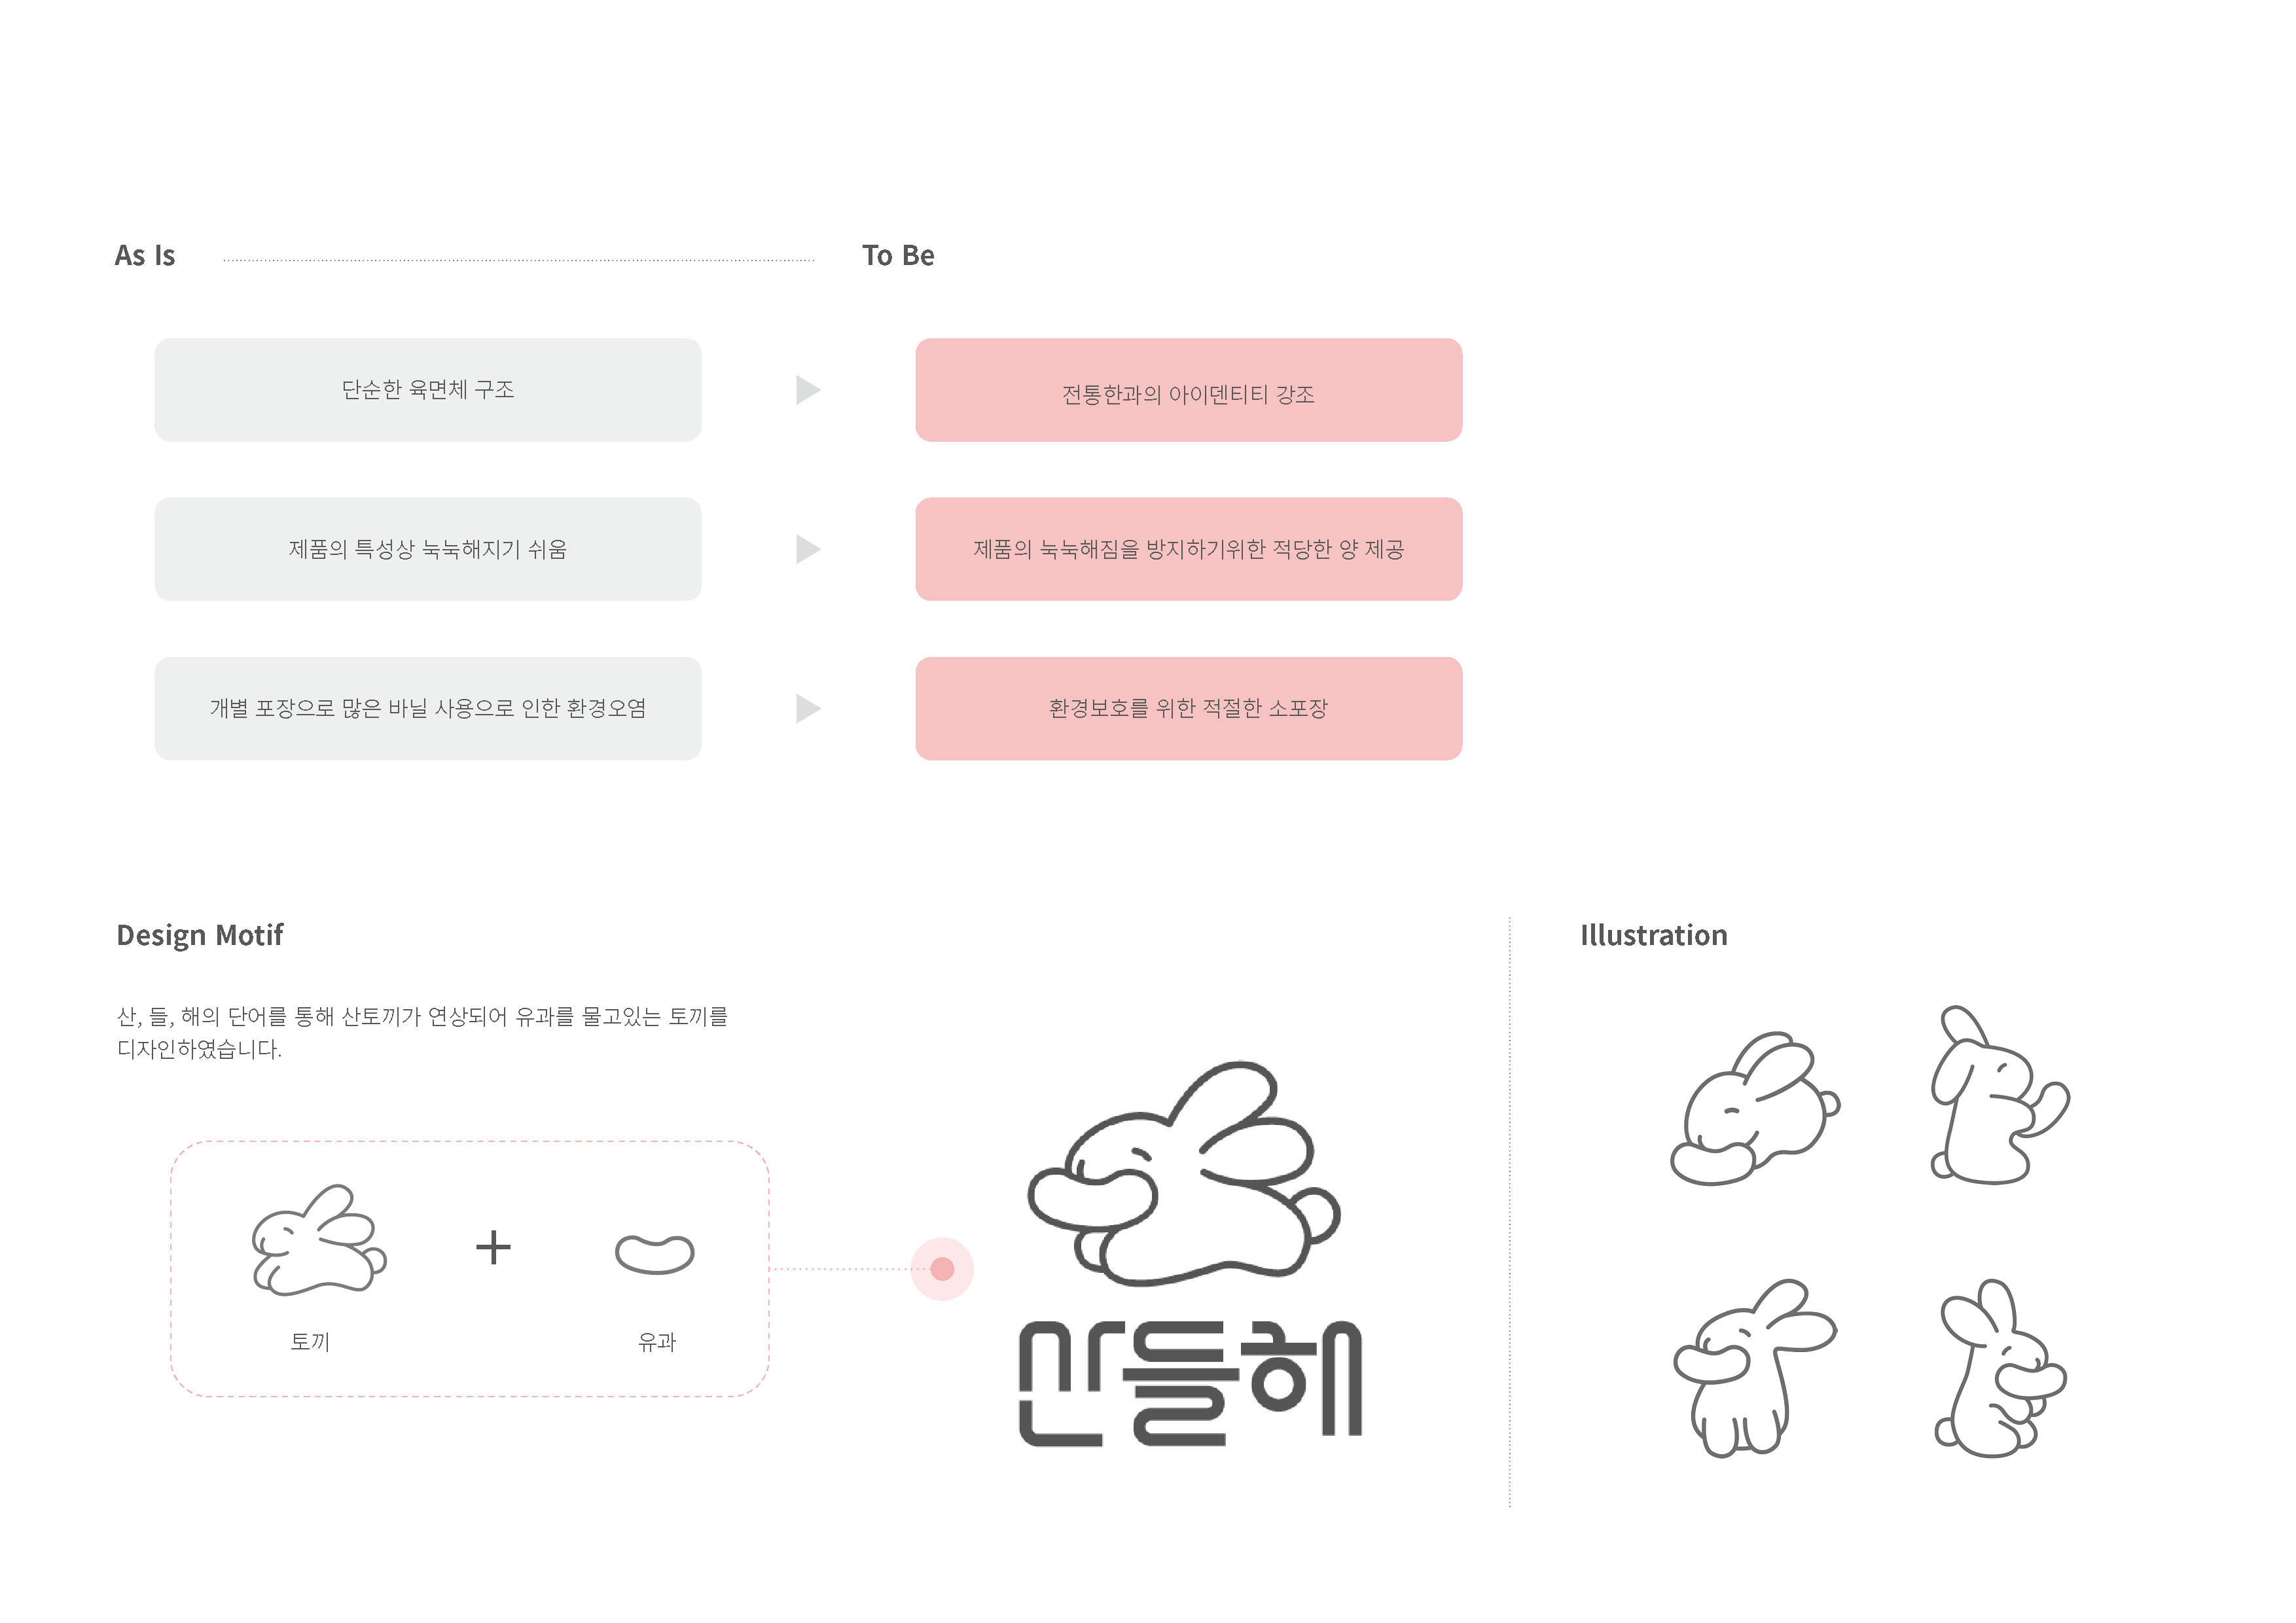 As Is
To Be
단순한 육면체 구조
전통한과의 아이덴티티 강조
제품의 특성상 눅눅해지기 쉬움
제품의 눅눅해짐을 방지하기위한 적당한 양 제공
개별 포장으로 많은 바닐 사용으로 인한 환경오염
환경보호를 위한 적절한 소포장
Design Motif
산, 들, 해의 단어를 통해 산토끼가 연상되어 유과를 물고있는 토끼를
디자인하였습니다.
토끼
+
유과
산들해
Illustration